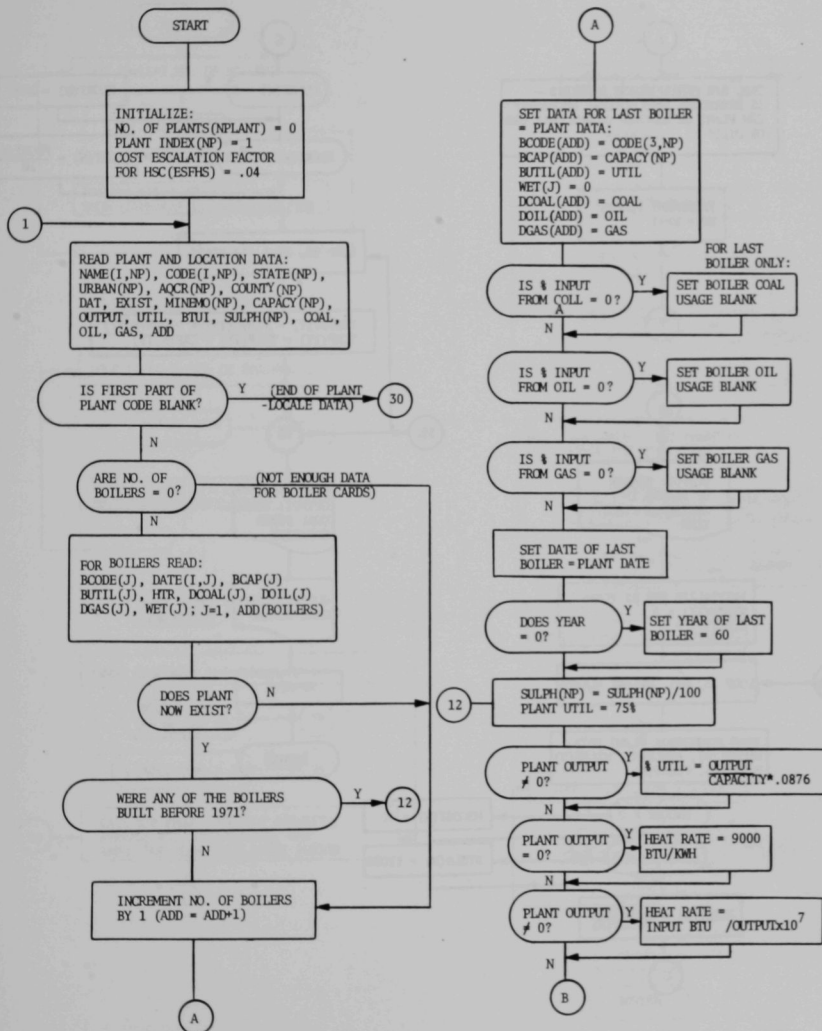 START
INITIALIZE:
NO. OF PLANTS(NPLANT) = 0
PLANT INDEX(NP) = 1
COST ESCALATION FACTOR
FOR HSC(ESFHS) = .04
1
READ PLANT AND LOCATION DATA:
NAME(I,NP), CODE(I,NP), STATE(NP),
URBAN(NP), AQCR(NP), COUNTY(NP)
DAT, EXIST, MINEMO(NP), CAPACY(NP),
OUTPUT, UTIL, BTUI, SULPH(NP), COAL,
OIL, GAS, ADD
IS FIRST PART OF
PLANT CODE BLANK?
Y
(END OF PLANT
-LOCALE DATA)
30
N
ARE NO. OF
BOILERS = 0?
(NOT ENOUGH DATA
FOR BOILER CARDS)
N
FOR BOILERS READ:
BCODE(J), DATE(I,J), BCAP(J)
BUTIL(J), HTR, DCOAL(J), DOIL(J)
DGAS(J), WET(J); J=1, ADD(BOILERS)
DOES PLANT
NOW EXIST?
N
Y
WERE ANY OF THE BOILERS
BUILT BEFORE 1971?
Y
12
N
INCREMENT NO. OF BOILERS
BY 1 (ADD = ADD+1)
A
A
SET DATA FOR LAST BOILER
= PLANT DATA:
BCODE(ADD) = CODE(3,NP)
BCAP(ADD) = CAPACY(NP)
BUTIL(ADD) = UTIL
WET(J) = 0
DCOAL(ADD) = COAL
DOIL(ADD) = OIL
DGAS(ADD) = GAS
FOR LAST
BOILER ONLY:
IS % INPUT
FROM COLL = 0?
A
Y
SET BOILER COAL
USAGE BLANK
N
IS % INPUT
FROM OIL = 0?
Y
SET BOILER OIL
USAGE BLANK
N
IS % INPUT
FROM GAS = 0?
Y
SET BOILER GAS
USAGE BLANK
N
SET DATE OF LAST
BOILER = PLANT DATE
DOES YEAR
= 0?
Y
SET YEAR OF LAST
BOILER = 60
N
12
SULPH(NP) = SULPH(NP)/100
PLANT UTIL = 75%
PLANT OUTPUT
≠ 0?
Y
% UTIL = OUTPUT
CAPACTIY*.0876
N
PLANT OUTPUT
= 0?
Y
HEAT RATE = 9000
BTU/KWH
N
PLANT OUTPUT
≠ 0?
Y
HEAT RATE =
INPUT BTU /OUTPUTx10⁷
N
B